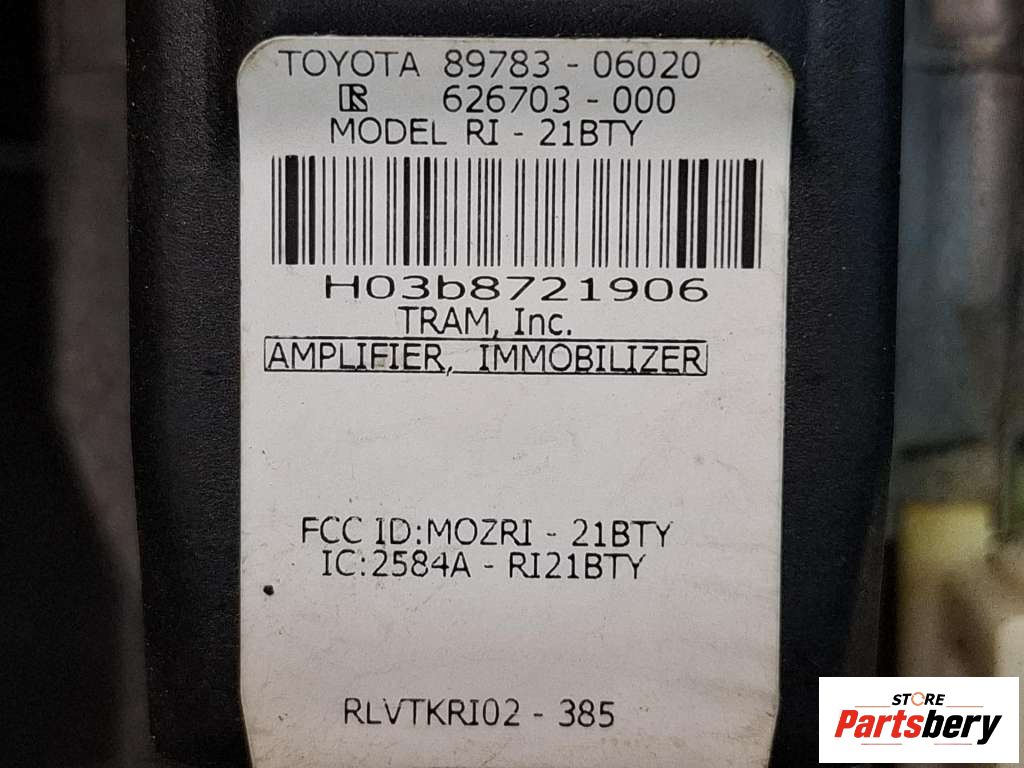 TOYOTA 89783 - 06020
R 626703 - 000
MODEL RI - 21BTY
H03b8721906
TRAM, Inc.
AMPLIFIER, IMMOBILIZER
FCC ID:MOZRI - 21BTY
IC:2584A - RI21BTY
RLVTKRI02 - 385
STORE
Partsbery